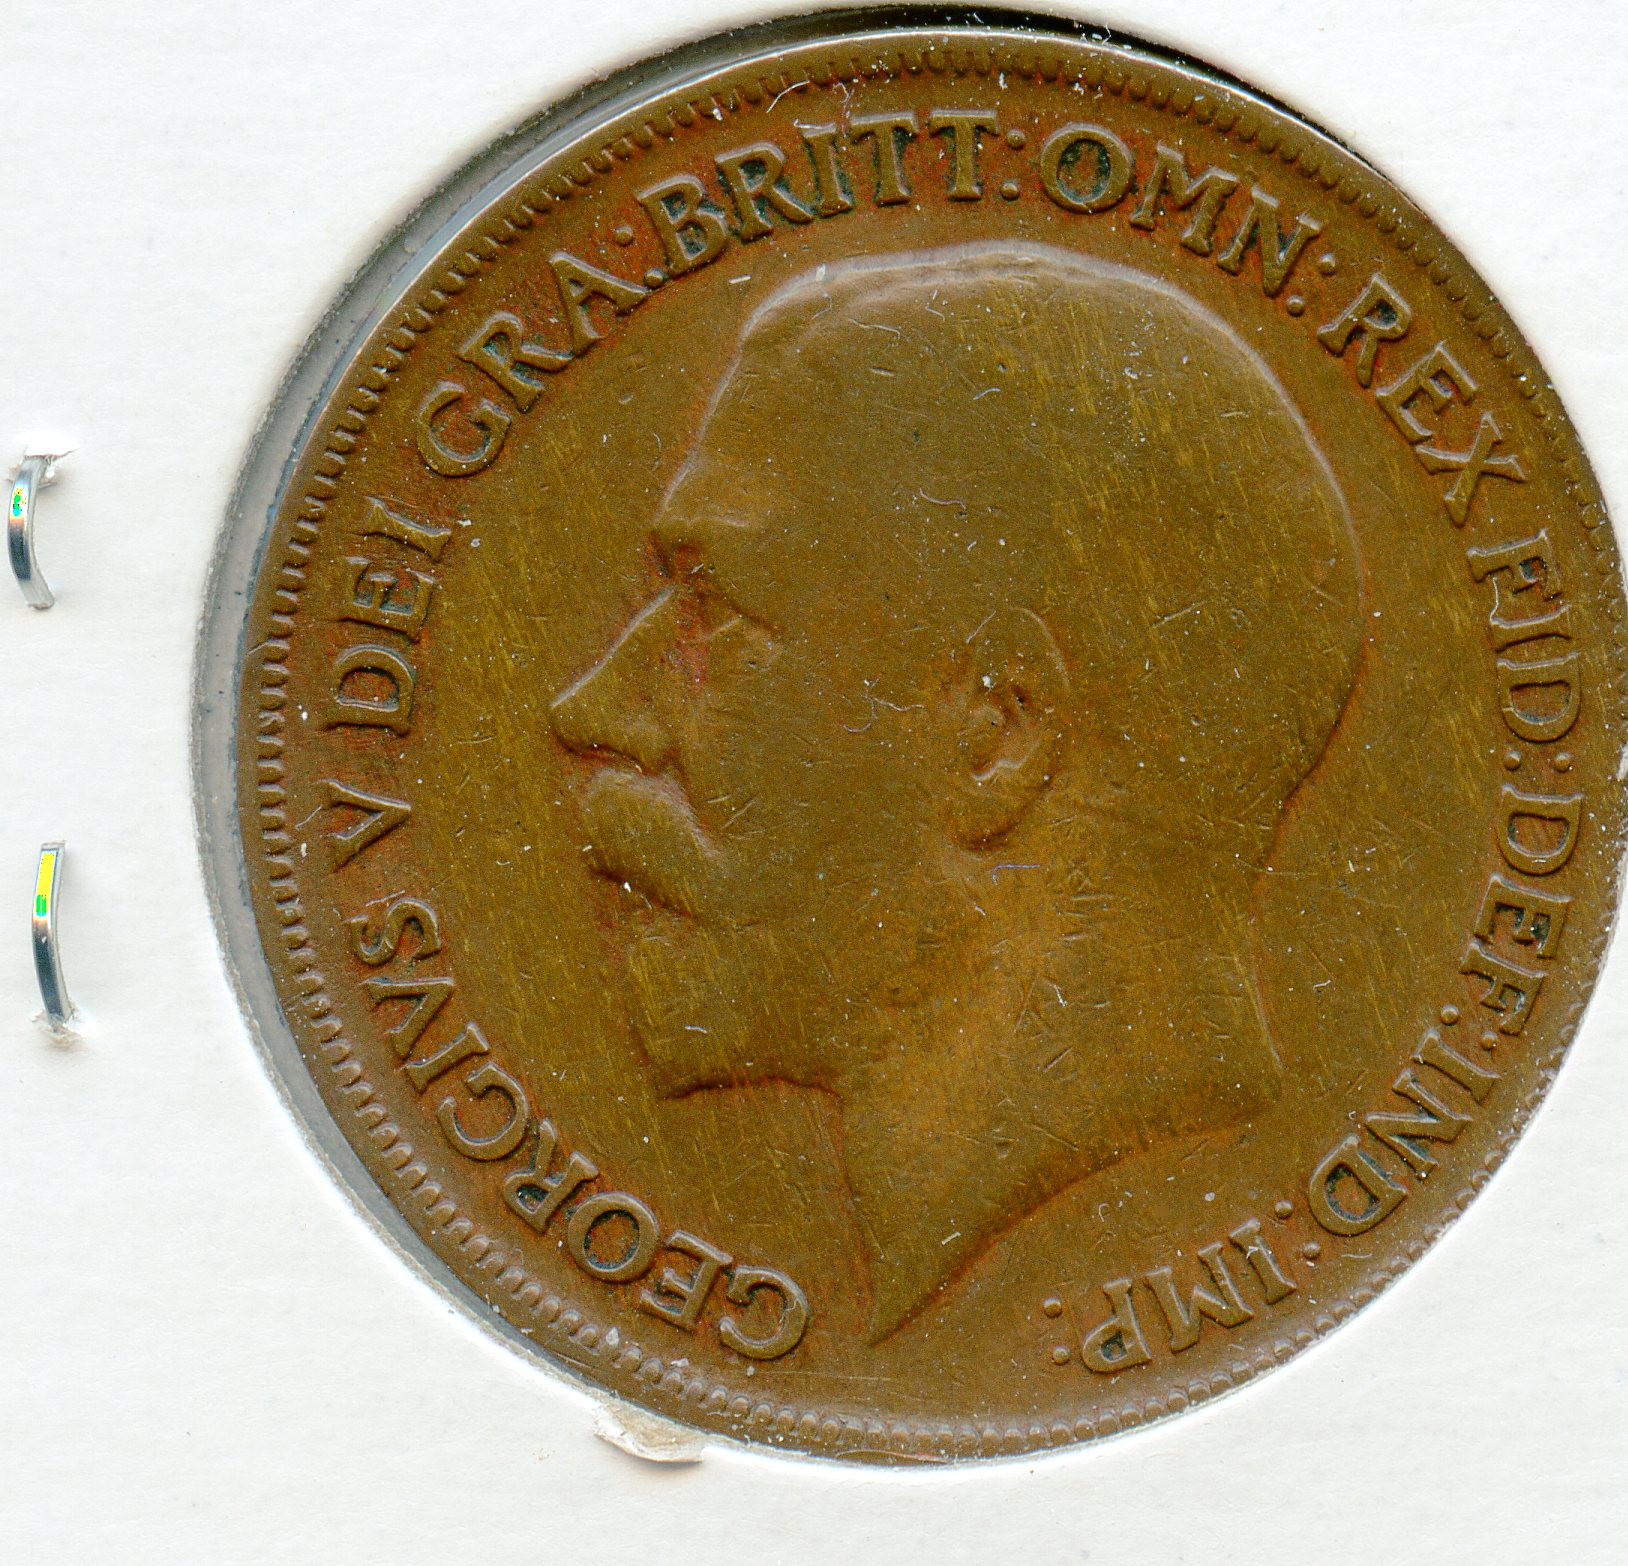 GEORGIVS V DEI GRA: BRITT: OMN: REX FID: DEF: IND: IMP: